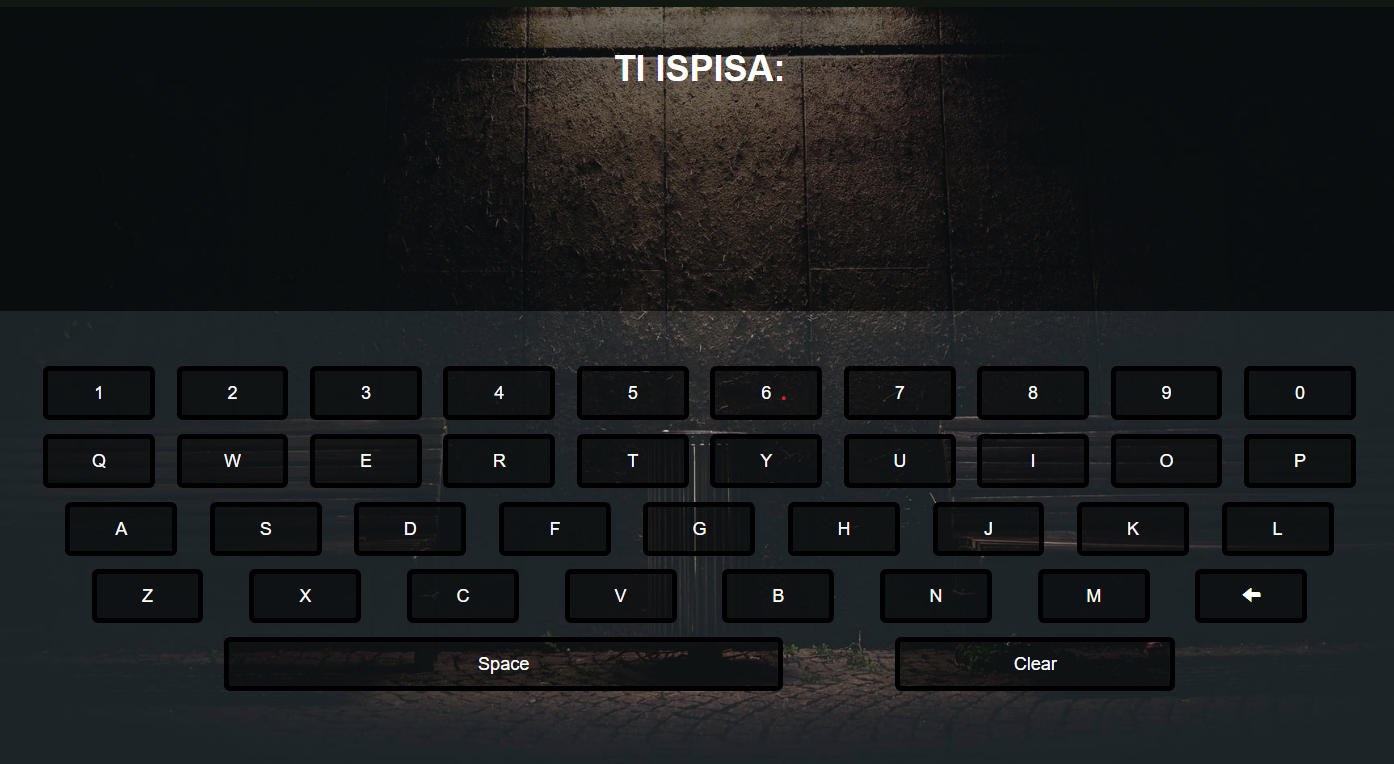 TI ISPISA:
1 2 3 4 5 6 . 7 8 9 0
Q W E R T Y U I O P
A S D F G H J K L
Z X C V B N M
Space Clear